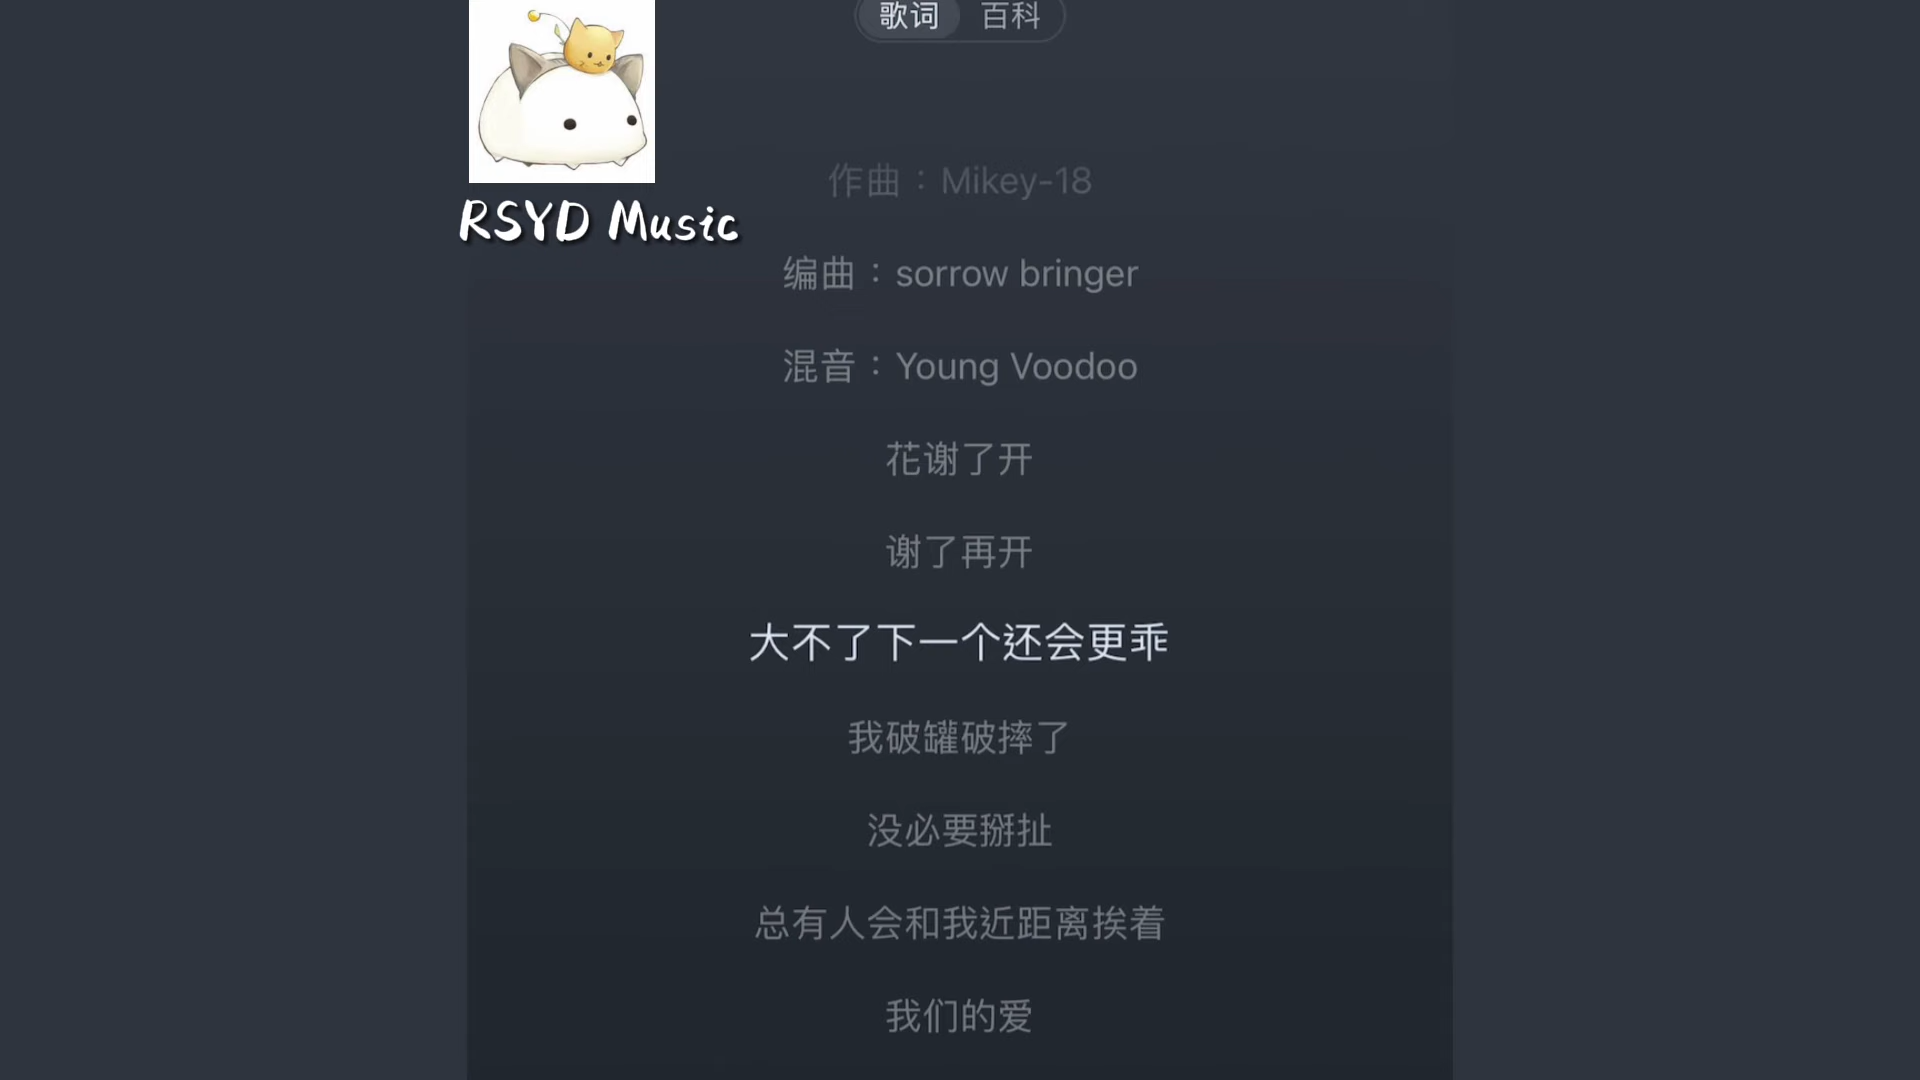 歌词 百科
作曲：Mikey-18
RSYD Music
编曲：sorrow bringer
混音：Young Voodoo
花谢了开
谢了再开
大不了下一个还会更乖
我破罐破摔了
没必要掰扯
总有人会和我近距离挨着
我们的爱